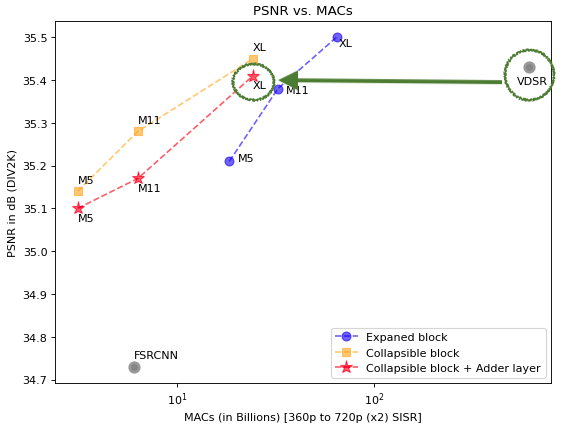 PSNR vs. MACs
PSNR in dB (DIV2K)
35.5
35.4
35.3
35.2
35.1
35.0
34.9
34.8
34.7
XL
XL
XL
VDSR
M11
M11
M5
M5
M11
M5
FSRCNN
Expaned block
Collapsible block
Collapsible block + Adder layer
10¹
10²
MACs (in Billions) [360p to 720p (x2) SISR]